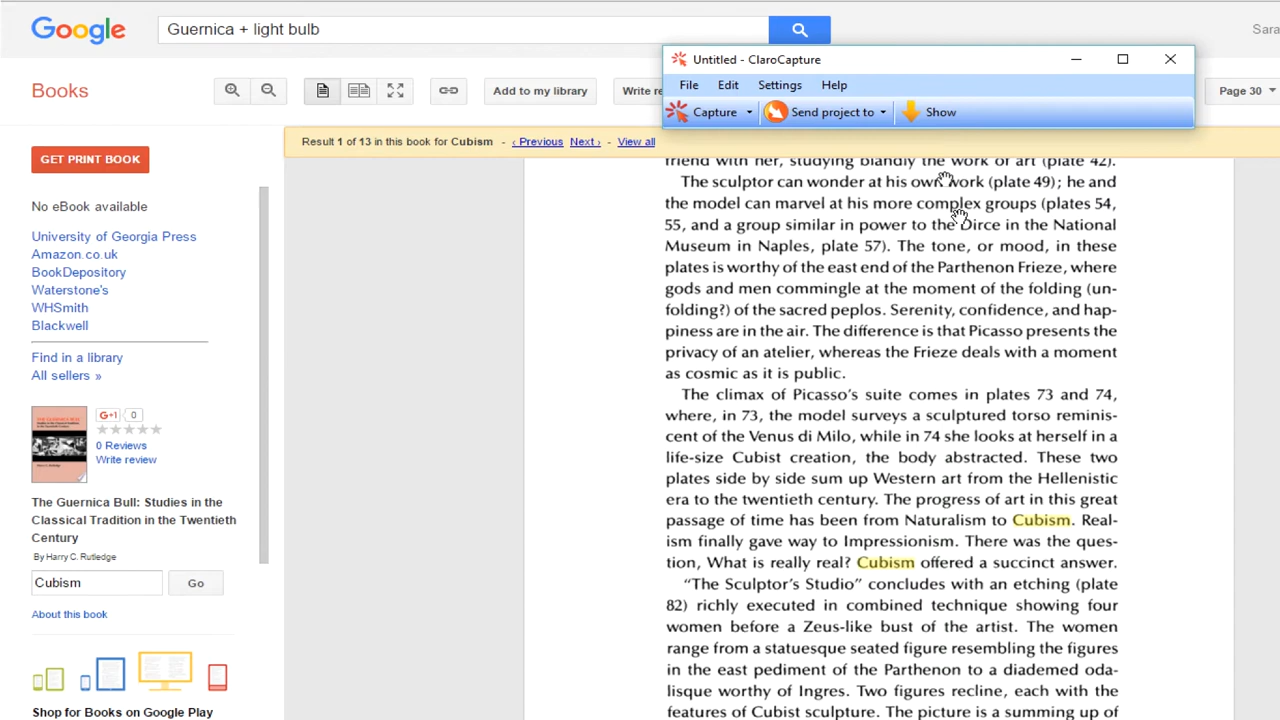 Google
Guernica + light bulb
Sara
Untitled - ClaroCapture
File Edit Settings Help
Capture Send project to Show
Books
Add to my library
Write re
Page 30
Result 1 of 13 in this book for Cubism - ‹ Previous Next › - View all
GET PRINT BOOK
No eBook available
University of Georgia Press
Amazon.co.uk
BookDepository
Waterstone's
WHSmith
Blackwell
Find in a library
All sellers »
G+1 0
0 Reviews
Write review
The Guernica Bull: Studies in the
Classical Tradition in the Twentieth
Century
By Harry C. Rutledge
Cubism
Go
About this book
Shop for Books on Google Play
friend with her, studying blandly the work of art (plate 42).
The sculptor can wonder at his own work (plate 49); he and
the model can marvel at his more complex groups (plates 54,
55, and a group similar in power to the Dirce in the National
Museum in Naples, plate 57). The tone, or mood, in these
plates is worthy of the east end of the Parthenon Frieze, where
gods and men commingle at the moment of the folding (un-
folding?) of the sacred peplos. Serenity, confidence, and hap-
piness are in the air. The difference is that Picasso presents the
privacy of an atelier, whereas the Frieze deals with a moment
as cosmic as it is public.
The climax of Picasso's suite comes in plates 73 and 74,
where, in 73, the model surveys a sculptured torso reminis-
cent of the Venus di Milo, while in 74 she looks at herself in a
life-size Cubist creation, the body abstracted. These two
plates side by side sum up Western art from the Hellenistic
era to the twentieth century. The progress of art in this great
passage of time has been from Naturalism to Cubism. Real-
ism finally gave way to Impressionism. There was the ques-
tion, What is really real? Cubism offered a succinct answer.
"The Sculptor's Studio" concludes with an etching (plate
82) richly executed in combined technique showing four
women before a Zeus-like bust of the artist. The women
range from a statuesque seated figure resembling the figures
in the east pediment of the Parthenon to a diademed oda-
lisque worthy of Ingres. Two figures recline, each with the
features of Cubist sculpture. The picture is a summing up of